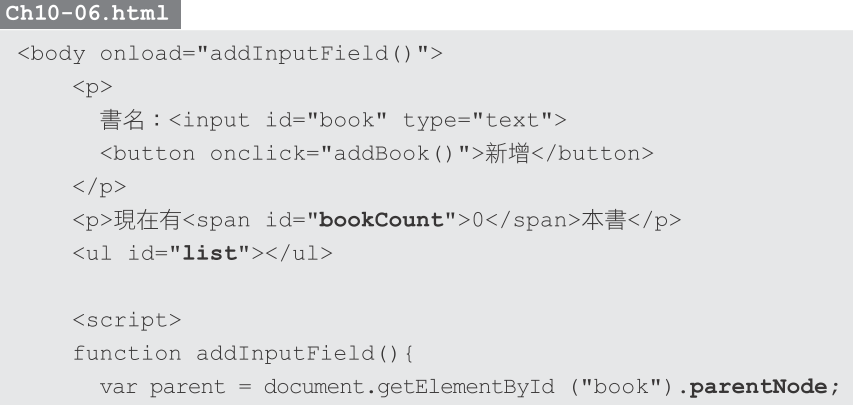 Ch10-06.html
<body onload="addInputField()">
<p>
書名：<input id="book" type="text">
<button onclick="addBook()">新增</button>
</p>
<p>現在有<span id="bookCount">0</span>本書</p>
<ul id="list"></ul>
<script>
function addInputField(){
var parent = document.getElementById ("book").parentNode;